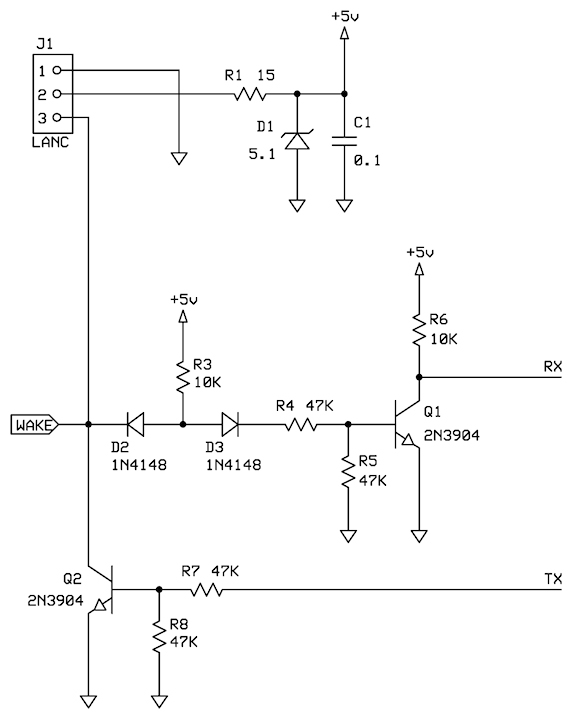 +5v
J1
1
2
3
LANC
R1 15
D1
5.1
C1
0.1
+5v
R6
10K
RX
+5v
R3
10K
WAKE
D2
1N4148
D3
1N4148
R4 47K
Q1
2N3904
R5
47K
Q2
2N3904
R7 47K
TX
R8
47K